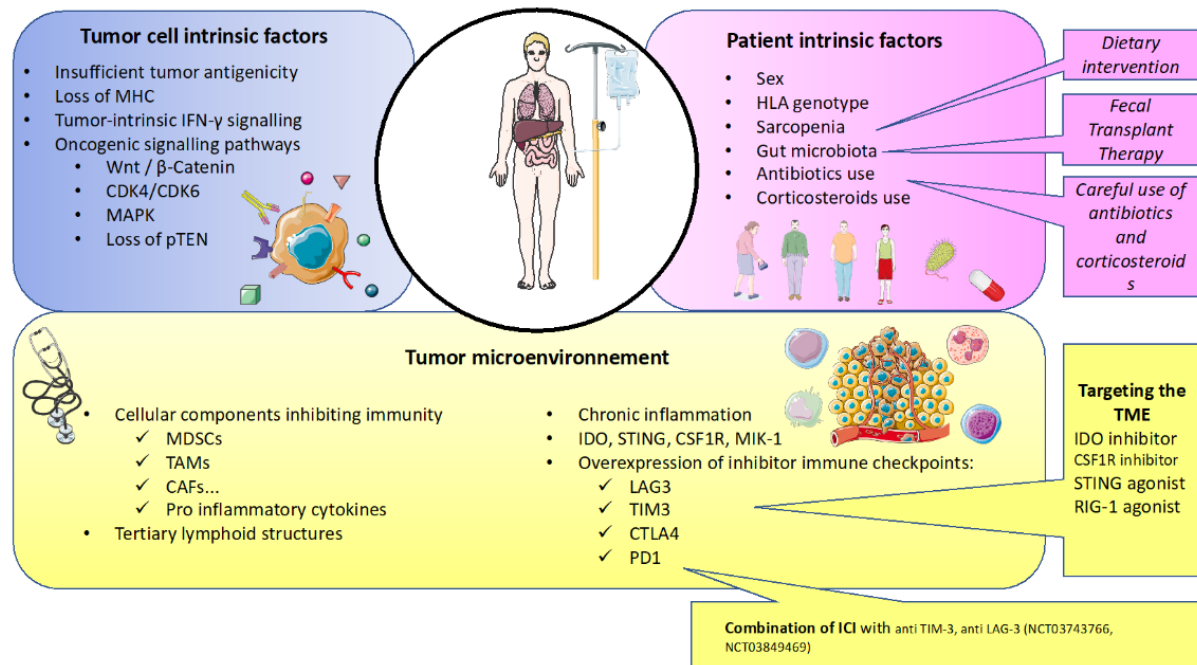 Tumor cell intrinsic factors
• Insufficient tumor antigenicity
• Loss of MHC
• Tumor-intrinsic IFN-γ signalling
• Oncogenic signalling pathways
• Wnt / β-Catenin
• CDK4/CDK6
• MAPK
• Loss of pTEN
Patient intrinsic factors
• Sex
• HLA genotype
• Sarcopenia
• Gut microbiota
• Antibiotics use
• Corticosteroids use
Dietary
intervention
Fecal
Transplant
Therapy
Careful use of
antibiotics
and
corticosteroid
s
Tumor microenvironnement
• Cellular components inhibiting immunity
✓ MDSCs
✓ TAMs
✓ CAFs...
✓ Pro inflammatory cytokines
• Tertiary lymphoid structures
• Chronic inflammation
• IDO, STING, CSF1R, MIK-1
• Overexpression of inhibitor immune checkpoints:
✓ LAG3
✓ TIM3
✓ CTLA4
✓ PD1
Targeting the
TME
IDO inhibitor
CSF1R inhibitor
STING agonist
RIG-1 agonist
Combination of ICI with anti TIM-3, anti LAG-3 (NCT03743766,
NCT03849469)